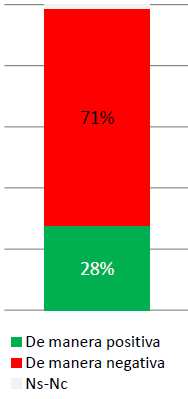 71%
28%
De manera positiva
De manera negativa
Ns-Nc